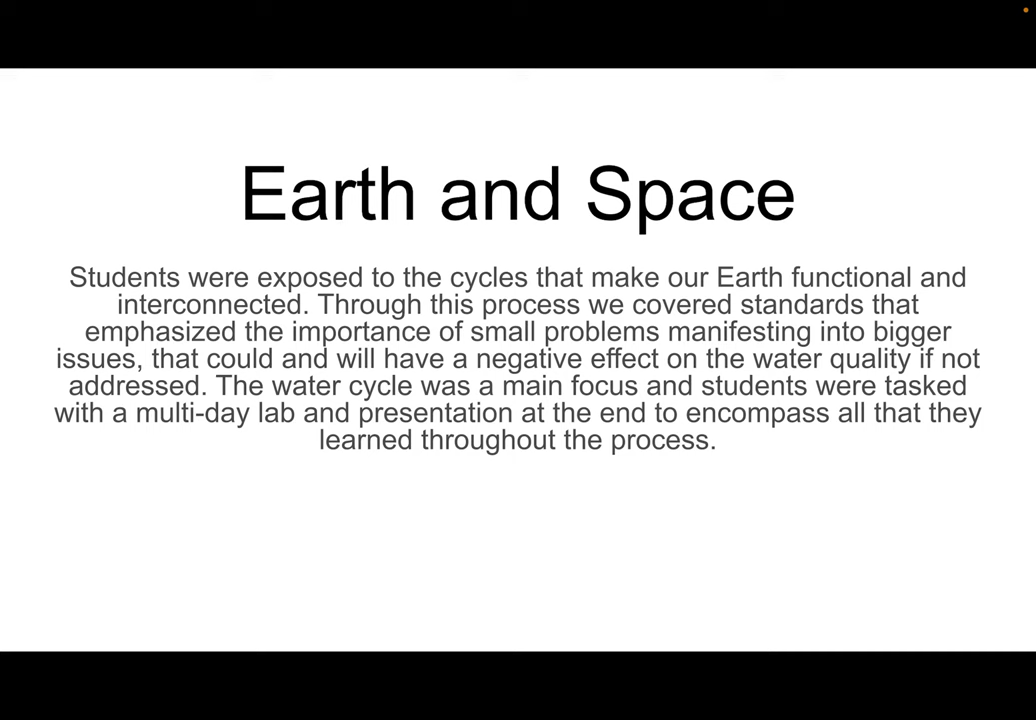 Earth and Space
Students were exposed to the cycles that make our Earth functional and
interconnected. Through this process we covered standards that
emphasized the importance of small problems manifesting into bigger
issues, that could and will have a negative effect on the water quality if not
addressed. The water cycle was a main focus and students were tasked
with a multi-day lab and presentation at the end to encompass all that they
learned throughout the process.